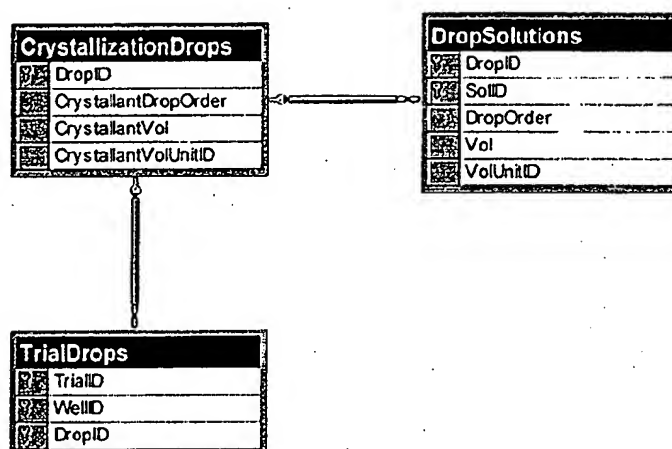 CrystallizationDrops
DropID
CrystallantDropOrder
CrystallantVol
CrystallantVolUnitID
DropSolutions
DropID
SolID
DropOrder
Vol
VolUnitID
TrialDrops
TrialID
WellID
DropID